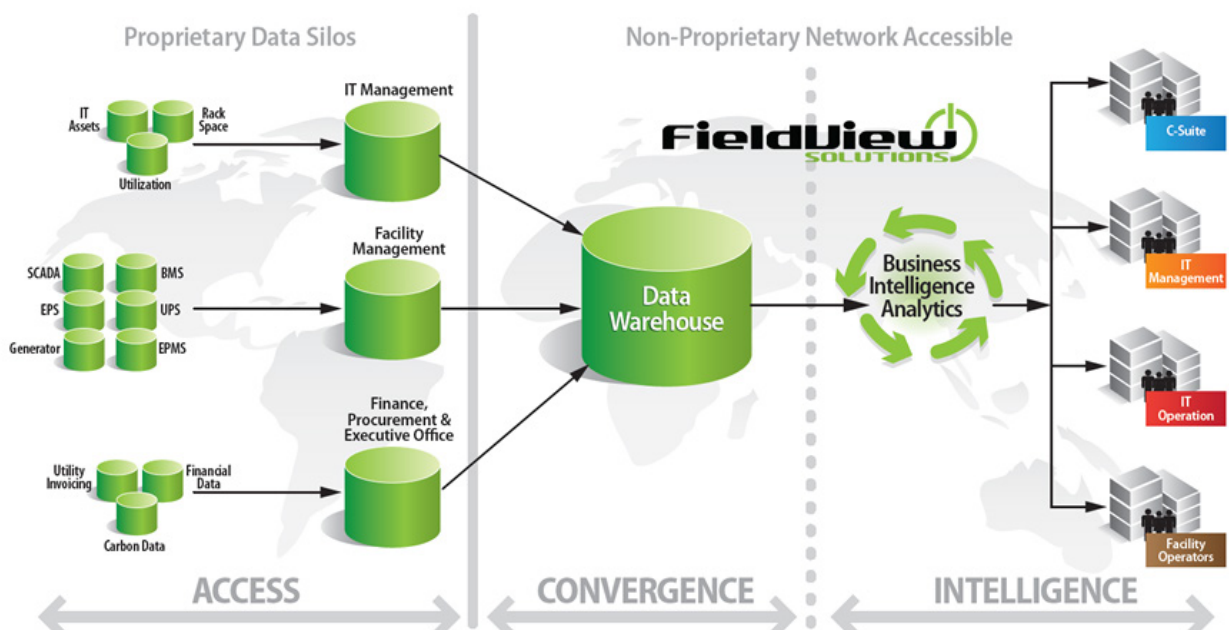 Proprietary Data Silos
Non-Proprietary Network Accessible
IT
Assets
Rack
Space
Utilization
IT Management
SCADA
BMS
EPS
UPS
Generator
EPMS
Facility
Management
Utility
Invoicing
Financial
Data
Carbon Data
Finance,
Procurement &
Executive Office
FieldView
SOLUTIONS
Data
Warehouse
Business
Intelligence
Analytics
C-Suite
IT
Management
IT
Operation
Facility
Operators
ACCESS
CONVERGENCE
INTELLIGENCE